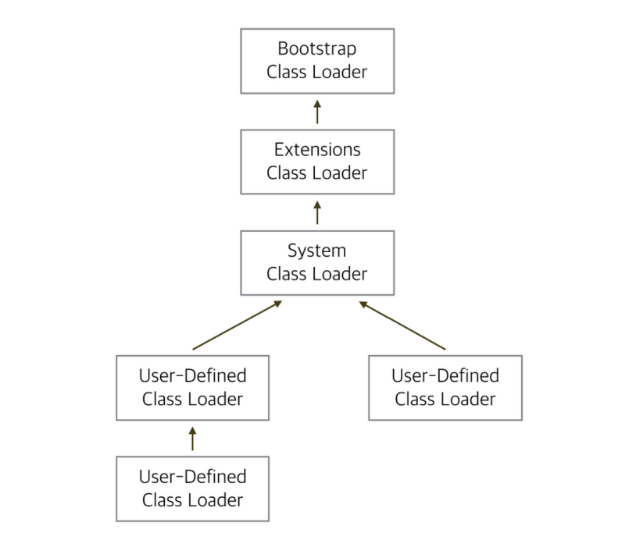 Bootstrap
Class Loader
Extensions
Class Loader
System
Class Loader
User-Defined
Class Loader
User-Defined
Class Loader
User-Defined
Class Loader